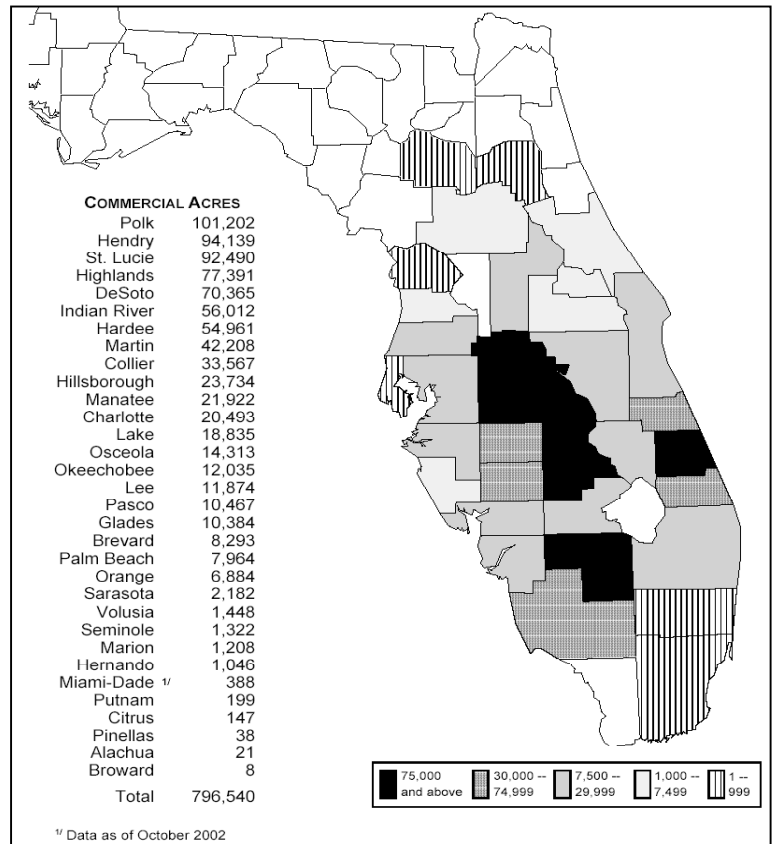 COMMERCIAL ACRES
Polk 101,202
Hendry 94,139
St. Lucie 92,490
Highlands 77,391
DeSoto 70,365
Indian River 56,012
Hardee 54,961
Martin 42,208
Collier 33,567
Hillsborough 23,734
Manatee 21,922
Charlotte 20,493
Lake 18,835
Osceola 14,313
Okeechobee 12,035
Lee 11,874
Pasco 10,467
Glades 10,384
Brevard 8,293
Palm Beach 7,964
Orange 6,884
Sarasota 2,182
Volusia 1,448
Seminole 1,322
Marion 1,208
Hernando 1,046
Miami-Dade 1/ 388
Putnam 199
Citrus 147
Pinellas 38
Alachua 21
Broward 8
Total 796,540
75,000 and above
30,000 -- 74,999
7,500 -- 29,999
1,000 -- 7,499
1 -- 999
1/ Data as of October 2002